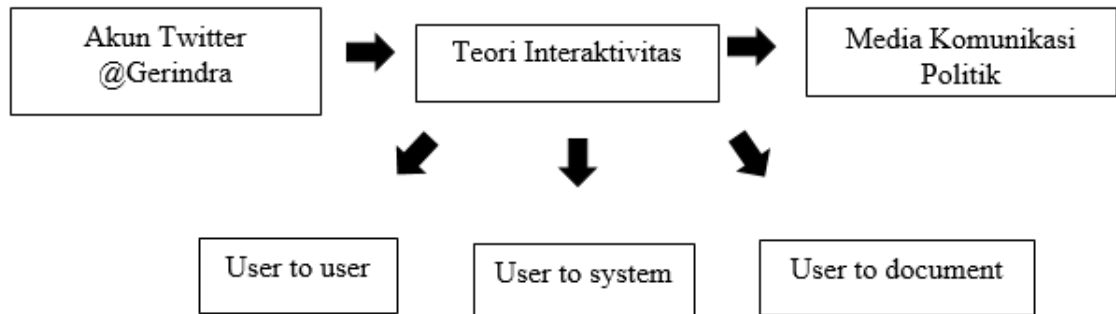 Akun Twitter
@Gerindra
Teori Interaktivitas
Media Komunikasi
Politik
User to user
User to system
User to document